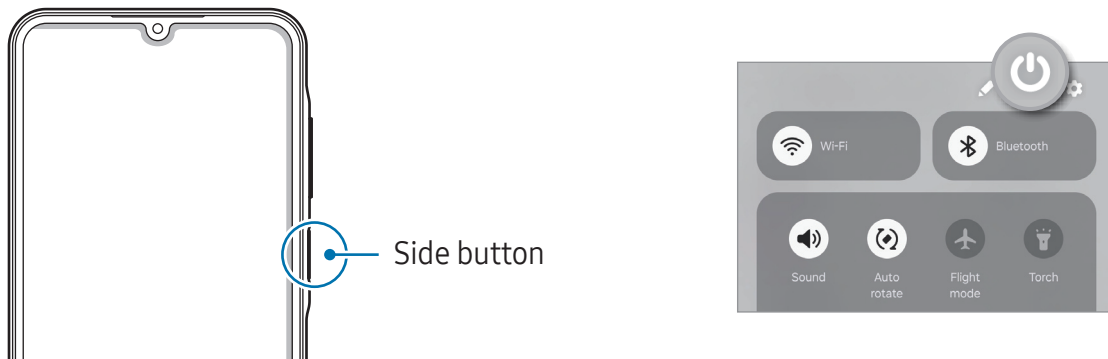 Side button
Wi-Fi
Bluetooth
Sound
Auto
rotate
Flight
mode
Torch